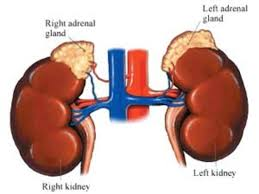 Right adrenal
gland
Left adrenal
gland
Left kidney
Right kidney